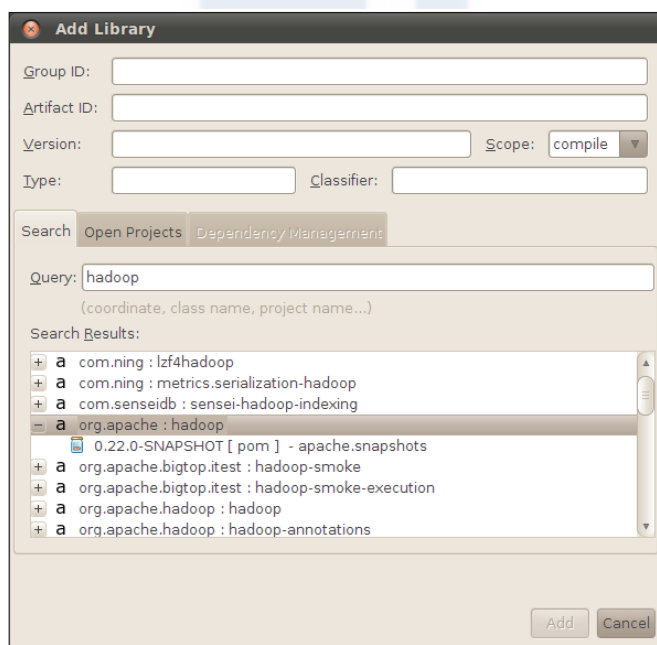 Add Library
Group ID:
Artifact ID:
Version: Scope: compile
Type: Classifier:
Search Open Projects Dependency Management
Query: hadoop
(coordinate, class name, project name...)
Search Results:
a com.ning : lzf4hadoop
a com.ning : metrics.serialization-hadoop
a com.senseidb : sensei-hadoop-indexing
a org.apache : hadoop
0.22.0-SNAPSHOT [ pom ] - apache.snapshots
a org.apache.bigtop.itest : hadoop-smoke
a org.apache.bigtop.itest : hadoop-smoke-execution
a org.apache.hadoop : hadoop
a org.apache.hadoop : hadoop-annotations
Add Cancel